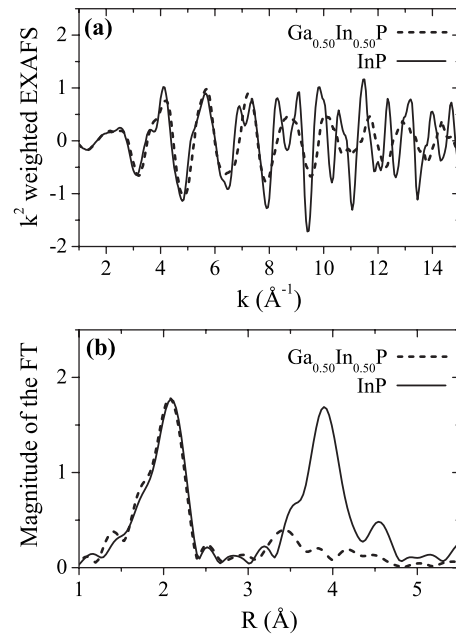 (a)
Ga0.50In0.50P
InP
k2 weighted EXAFS
2
1
0
-1
-2
2 4 6 8 10 12 14
k (Å-1)
(b)
Ga0.50In0.50P
InP
Magnitude of the FT
2
1
0
1 2 3 4 5
R (Å)